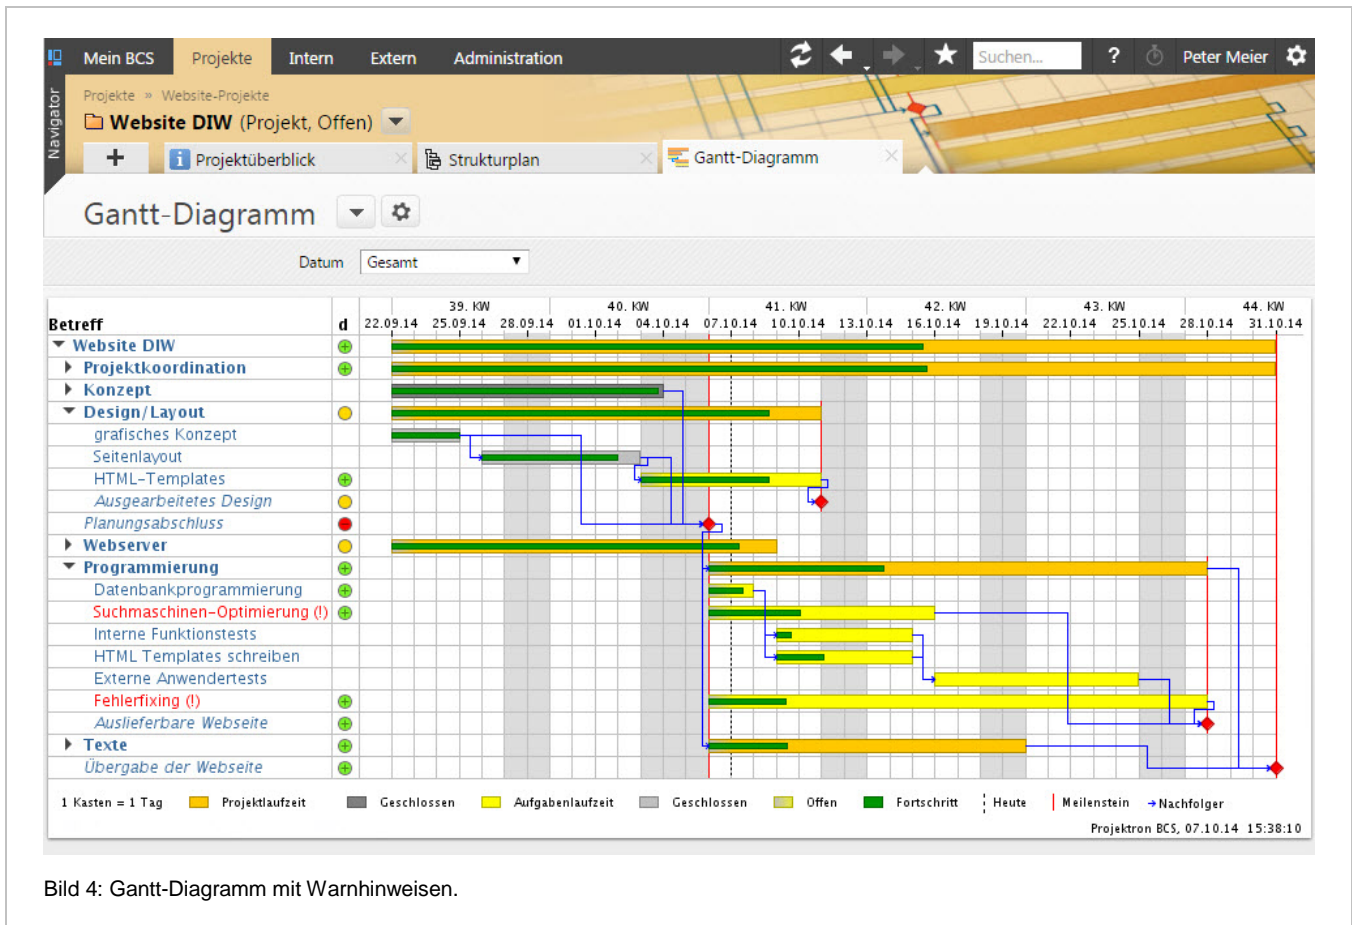 Mein BCS Projekte Intern Extern Administration Suchen... ? Peter Meier
Navigator
Projekte » Website-Projekte
Website DIW (Projekt, Offen)
+ Projektüberblick Strukturplan Gantt-Diagramm
Gantt-Diagramm
Datum Gesamt
39. KW 40. KW 41. KW 42. KW 43. KW 44. KW
Betreff d 22.09.14 25.09.14 28.09.14 01.10.14 04.10.14 07.10.14 10.10.14 13.10.14 16.10.14 19.10.14 22.10.14 25.10.14 28.10.14 31.10.14
Website DIW
Projektkoordination
Konzept
Design/Layout
grafisches Konzept
Seitenlayout
HTML-Templates
Ausgearbeitetes Design
Planungsabschluss
Webserver
Programmierung
Datenbankprogrammierung
Suchmaschinen-Optimierung (!)
Interne Funktionstests
HTML Templates schreiben
Externe Anwendertests
Fehlerfixing (!)
Auslieferbare Webseite
Texte
Übergabe der Webseite
1 Kasten = 1 Tag Projektlaufzeit Geschlossen Aufgabenlaufzeit Geschlossen Offen Fortschritt Heute Meilenstein Nachfolger
Projektron BCS, 07.10.14 15:38:10
Bild 4: Gantt-Diagramm mit Warnhinweisen.